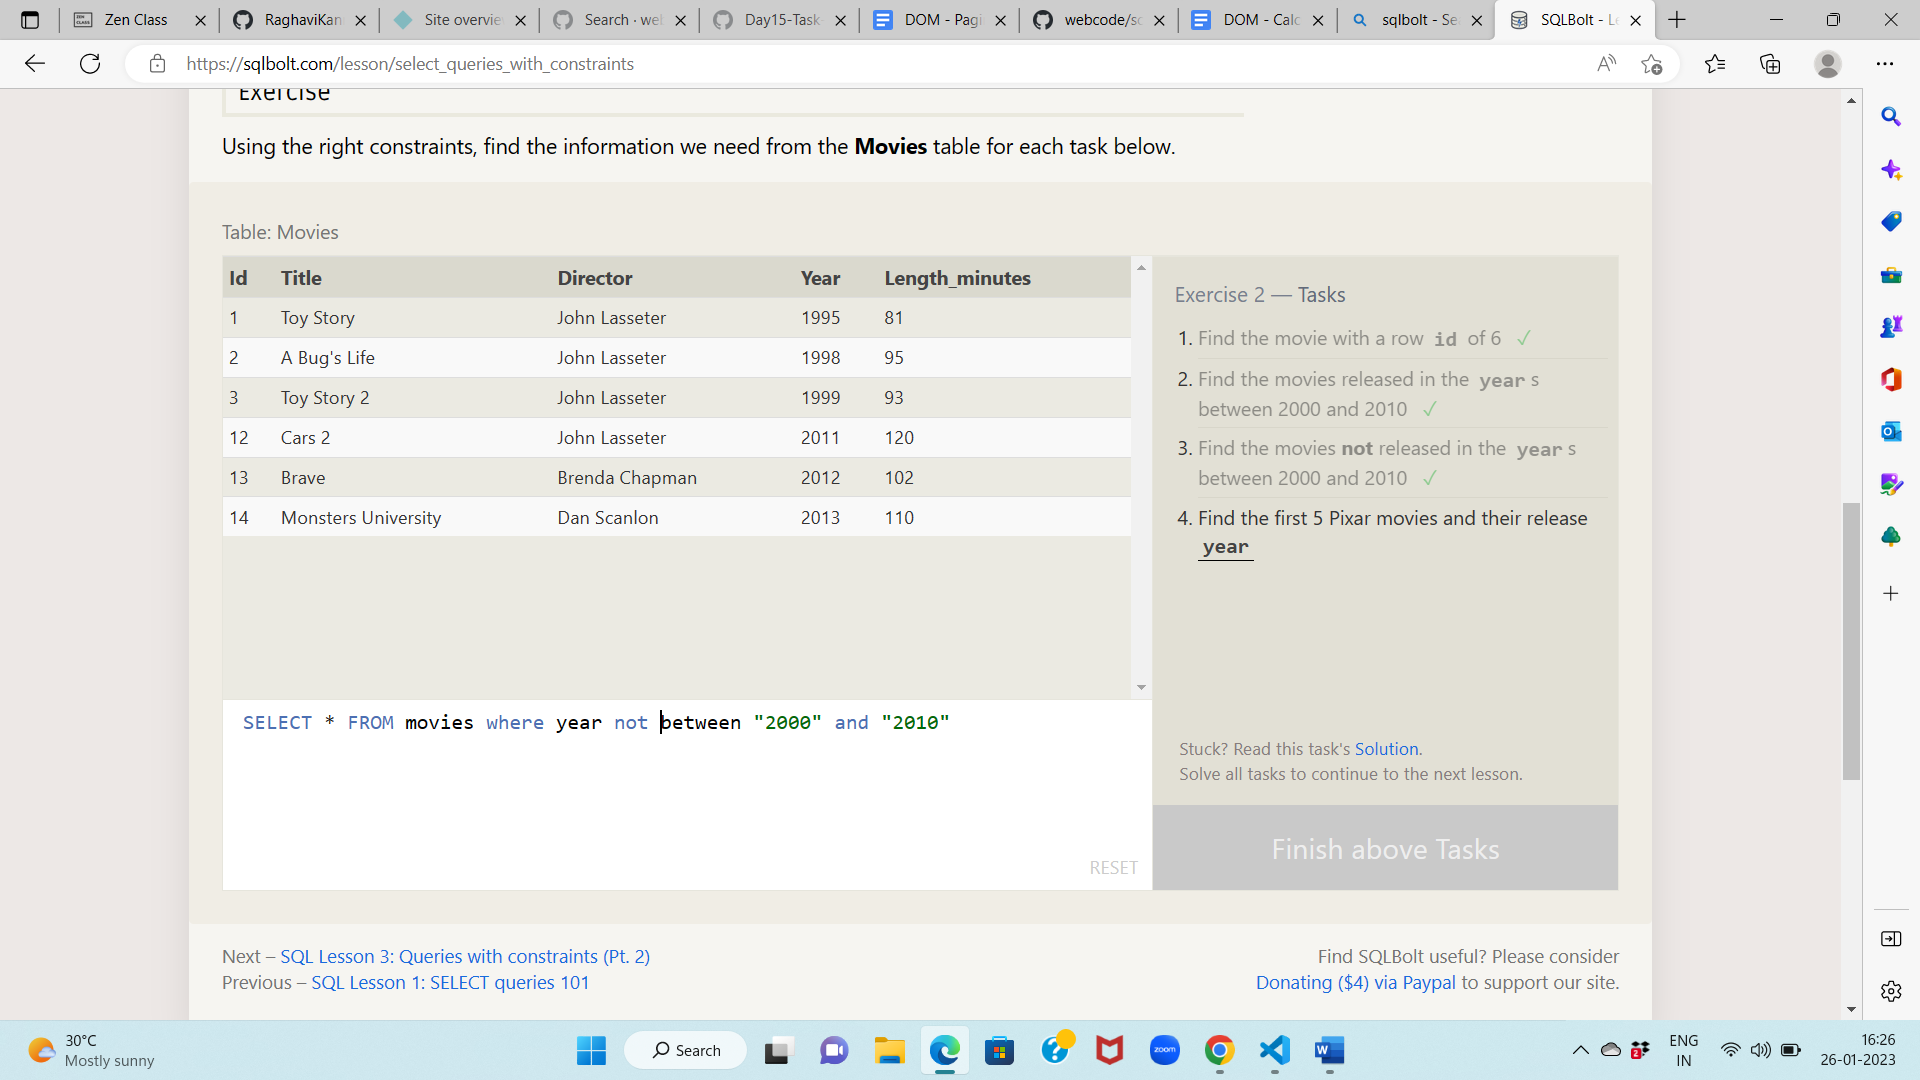 Zen Class
RaghaviKan
Site overvie
Search · wel
Day15-Task
DOM - Pagi
webcode/sc
DOM - Calc
sqlbolt - Se
SQLBolt - Le
https://sqlbolt.com/lesson/select_queries_with_constraints
Exercise
Using the right constraints, find the information we need from the Movies table for each task below.
Table: Movies
Id Title Director Year Length_minutes
1 Toy Story John Lasseter 1995 81
2 A Bug's Life John Lasseter 1998 95
3 Toy Story 2 John Lasseter 1999 93
12 Cars 2 John Lasseter 2011 120
13 Brave Brenda Chapman 2012 102
14 Monsters University Dan Scanlon 2013 110
Exercise 2 — Tasks
1. Find the movie with a row id of 6 ✓
2. Find the movies released in the year s
between 2000 and 2010 ✓
3. Find the movies not released in the year s
between 2000 and 2010 ✓
4. Find the first 5 Pixar movies and their release
year
Stuck? Read this task's Solution.
Solve all tasks to continue to the next lesson.
Finish above Tasks
SELECT * FROM movies where year not between "2000" and "2010"
RESET
Next – SQL Lesson 3: Queries with constraints (Pt. 2)
Previous – SQL Lesson 1: SELECT queries 101
Find SQLBolt useful? Please consider
Donating ($4) via Paypal to support our site.
30°C
Mostly sunny
Search
zoom
ENG
IN
16:26
26-01-2023